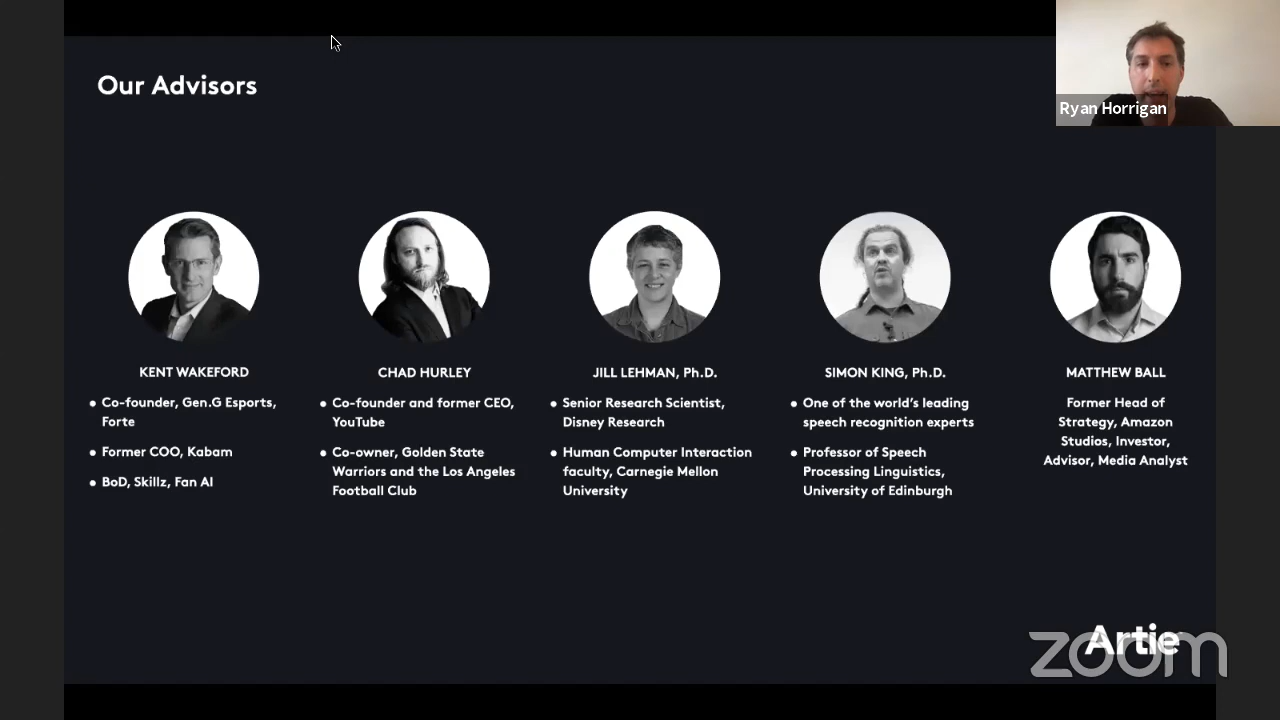 Our Advisors
Ryan Horrigan
KENT WAKEFORD
• Co-founder, Gen.G Esports,
Forte
• Former COO, Kabam
• BoD, Skillz, Fan AI
CHAD HURLEY
• Co-founder and former CEO,
YouTube
• Co-owner, Golden State
Warriors and the Los Angeles
Football Club
JILL LEHMAN, Ph.D.
• Senior Research Scientist,
Disney Research
• Human Computer Interaction
faculty, Carnegie Mellon
University
SIMON KING, Ph.D.
• One of the world’s leading
speech recognition experts
• Professor of Speech
Processing Linguistics,
University of Edinburgh
MATTHEW BALL
Former Head of
Strategy, Amazon
Studios, Investor,
Advisor, Media Analyst
Artie
zoom